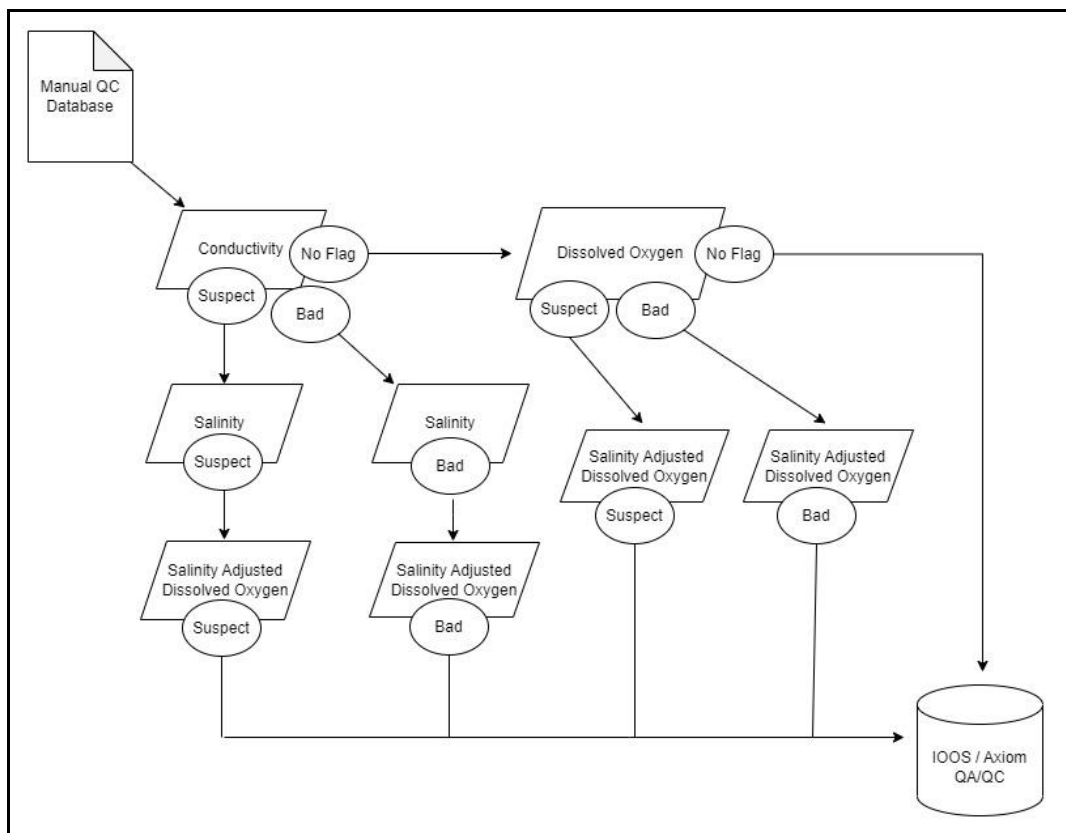 Manual QC
Database
Conductivity
No Flag
Suspect
Bad
Dissolved Oxygen
No Flag
Suspect
Bad
Salinity
Suspect
Salinity
Bad
Salinity Adjusted
Dissolved Oxygen
Suspect
Salinity Adjusted
Dissolved Oxygen
Bad
Salinity Adjusted
Dissolved Oxygen
Suspect
Salinity Adjusted
Dissolved Oxygen
Bad
IOOS / Axiom
QA/QC